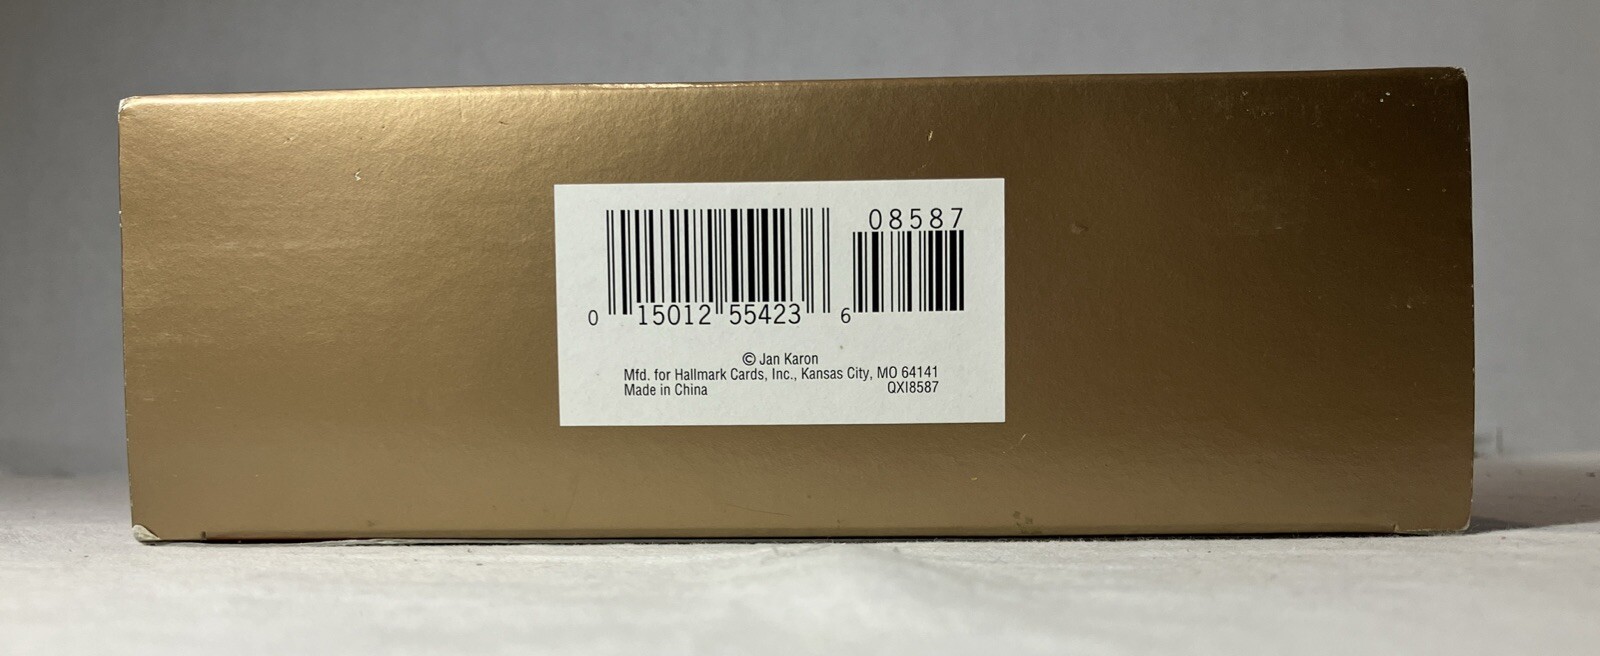 08587
0 15012 55423 6
© Jan Karon
Mfd. for Hallmark Cards, Inc., Kansas City, MO 64141
Made in China QXI8587